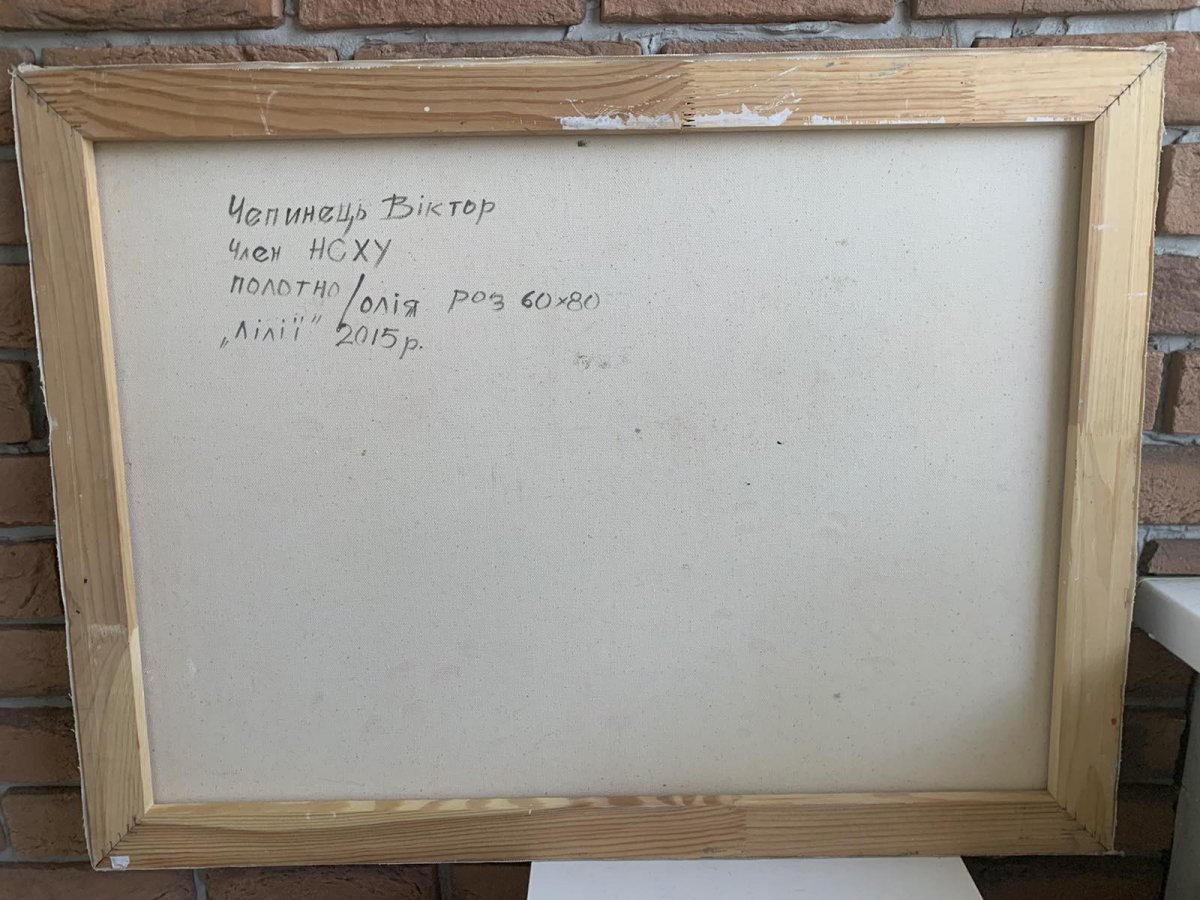 Чепинець Віктор
член НСХУ
полотно/олія роз 60×80
„Лілії" 2015р.